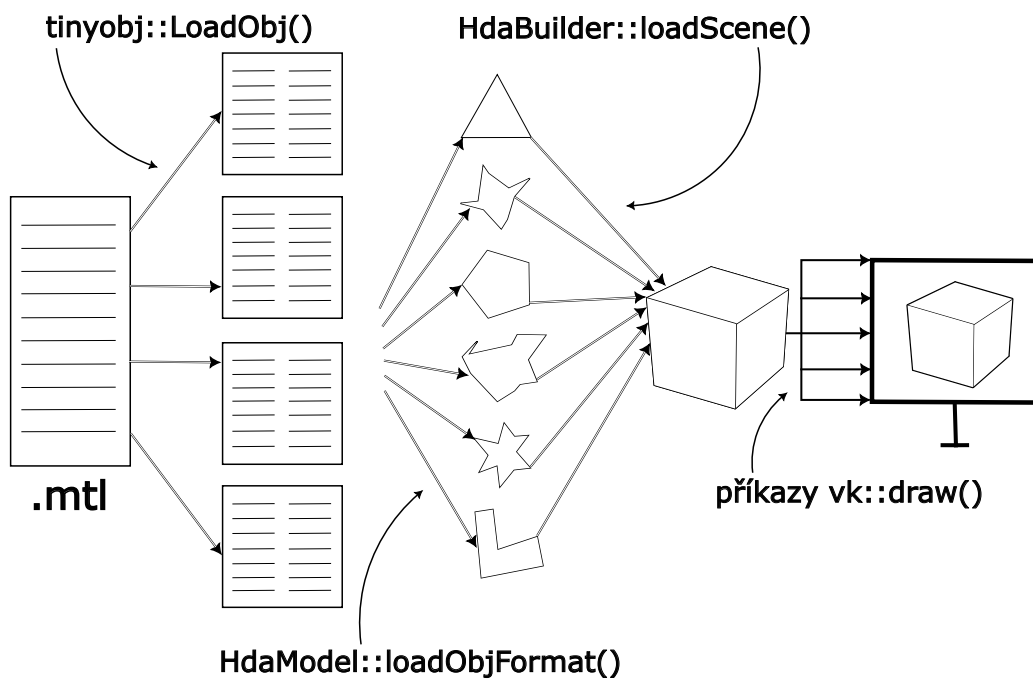 tinyobj::LoadObj()
HdaBuilder::loadScene()
.mtl
příkazy vk::draw()
HdaModel::loadObjFormat()